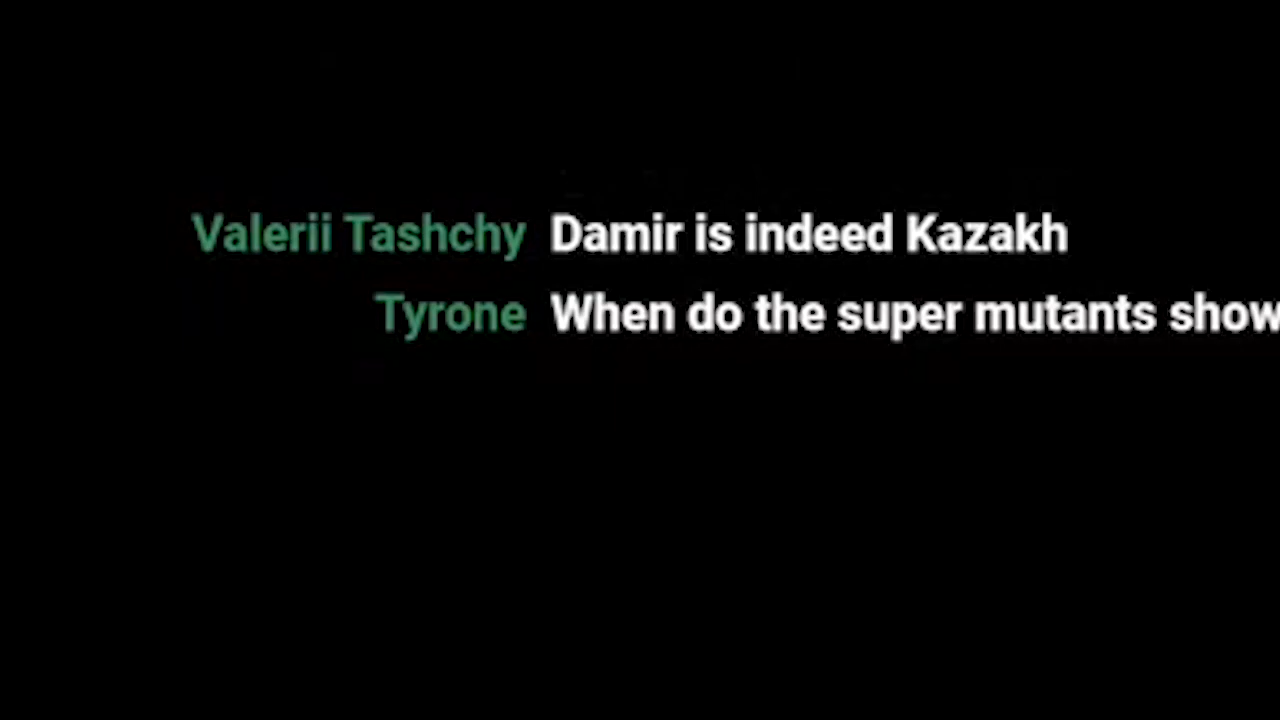 Valerii Tashchy Damir is indeed Kazakh
Tyrone When do the super mutants show